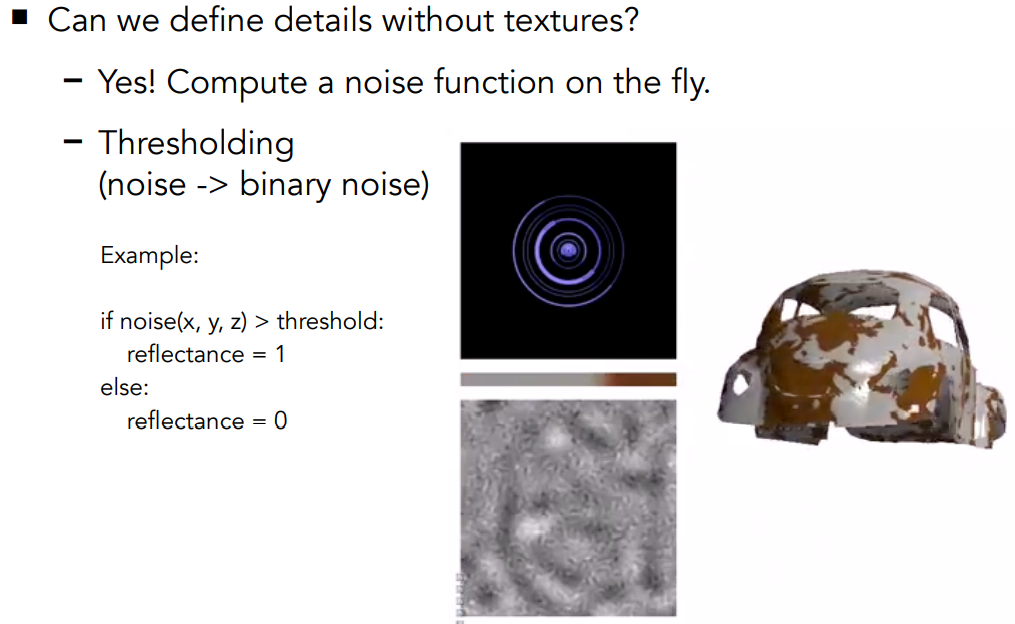 Can we define details without textures?
– Yes! Compute a noise function on the fly.
– Thresholding
(noise -> binary noise)
Example:
if noise(x, y, z) > threshold:
reflectance = 1
else:
reflectance = 0